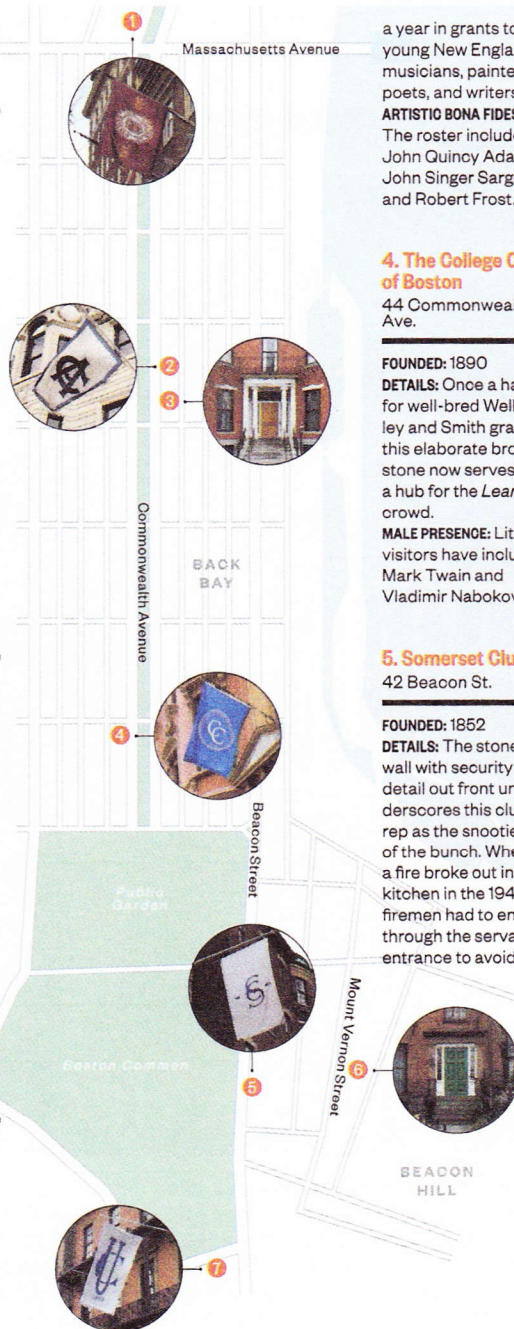 1
Massachusetts Avenue
2
3
Commonwealth Avenue
BACK
BAY
4
Beacon Street
Public
Garden
Boston Common
5
Mount Vernon Street
6
BEACON
HILL
7
a year in grants to
young New Engla
musicians, painte
poets, and writers
ARTISTIC BONA FIDES
The roster include
John Quincy Ada
John Singer Sarg
and Robert Frost.
4. The College C
of Boston
44 Commonweal
Ave.
FOUNDED: 1890
DETAILS: Once a ha
for well-bred Well
ley and Smith gra
this elaborate bro
stone now serves
a hub for the Lean
crowd.
MALE PRESENCE: Lit
visitors have inclu
Mark Twain and
Vladimir Nabokov
5. Somerset Clu
42 Beacon St.
FOUNDED: 1852
DETAILS: The stone
wall with security
detail out front un
derscores this clu
rep as the snootie
of the bunch. Whe
a fire broke out in
kitchen in the 194
firemen had to en
through the serva
entrance to avoid